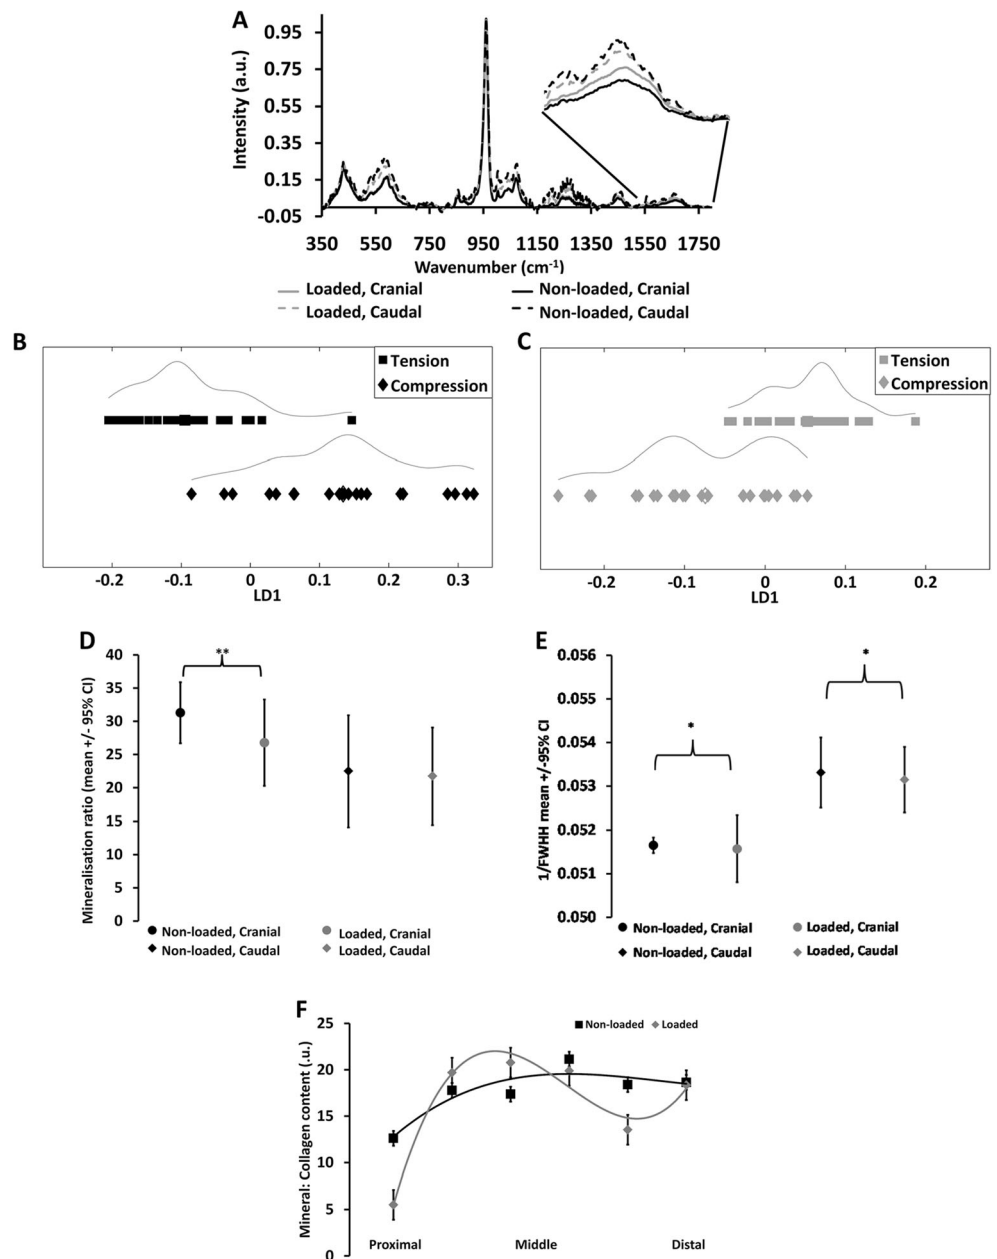 A
Intensity (a.u.)
0.95
0.75
0.55
0.35
0.15
-0.05
350 550 750 950 1150 1350 1550 1750
Wavenumber (cm-1)
Loaded, Cranial
Non-loaded, Cranial
Loaded, Caudal
Non-loaded, Caudal
B
Tension
Compression
-0.2 -0.1 0 0.1 0.2 0.3
LD1
C
Tension
Compression
-0.2 -0.1 0 0.1 0.2
LD1
D
Mineralisation ratio (mean +/- 95% CI)
40
35
30
25
20
15
10
5
0
**
Non-loaded, Cranial
Loaded, Cranial
Non-loaded, Caudal
Loaded, Caudal
E
1/FWHH mean +/-95% CI
0.056
0.055
0.054
0.053
0.052
0.051
0.050
*
*
Non-loaded, Cranial
Loaded, Cranial
Non-loaded, Caudal
Loaded, Caudal
F
Mineral: Collagen content (.u.)
25
20
15
10
5
0
Non-loaded Loaded
Proximal Middle Distal